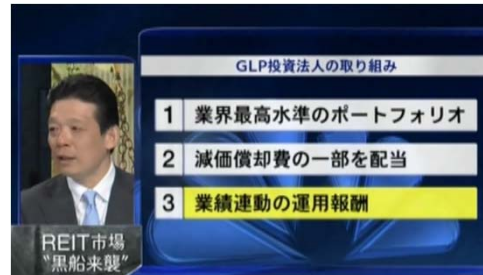 GLP投資法人の取り組み
1 業界最高水準のポートフォリオ
2 減価償却費の一部を配当
3 業績連動の運用報酬
REIT市場
“黒船来襲”